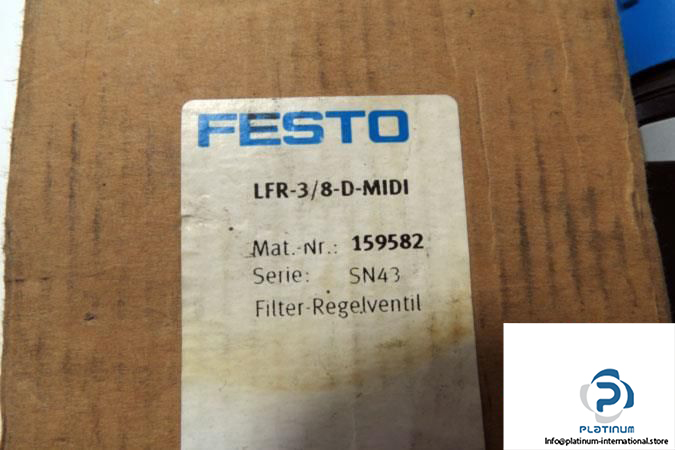 FESTO
LFR-3/8-D-MIDI
Mat.-Nr.: 159582
Serie: SN43
Filter-Regelventil
PLATINUM
Info@platinum-international.store